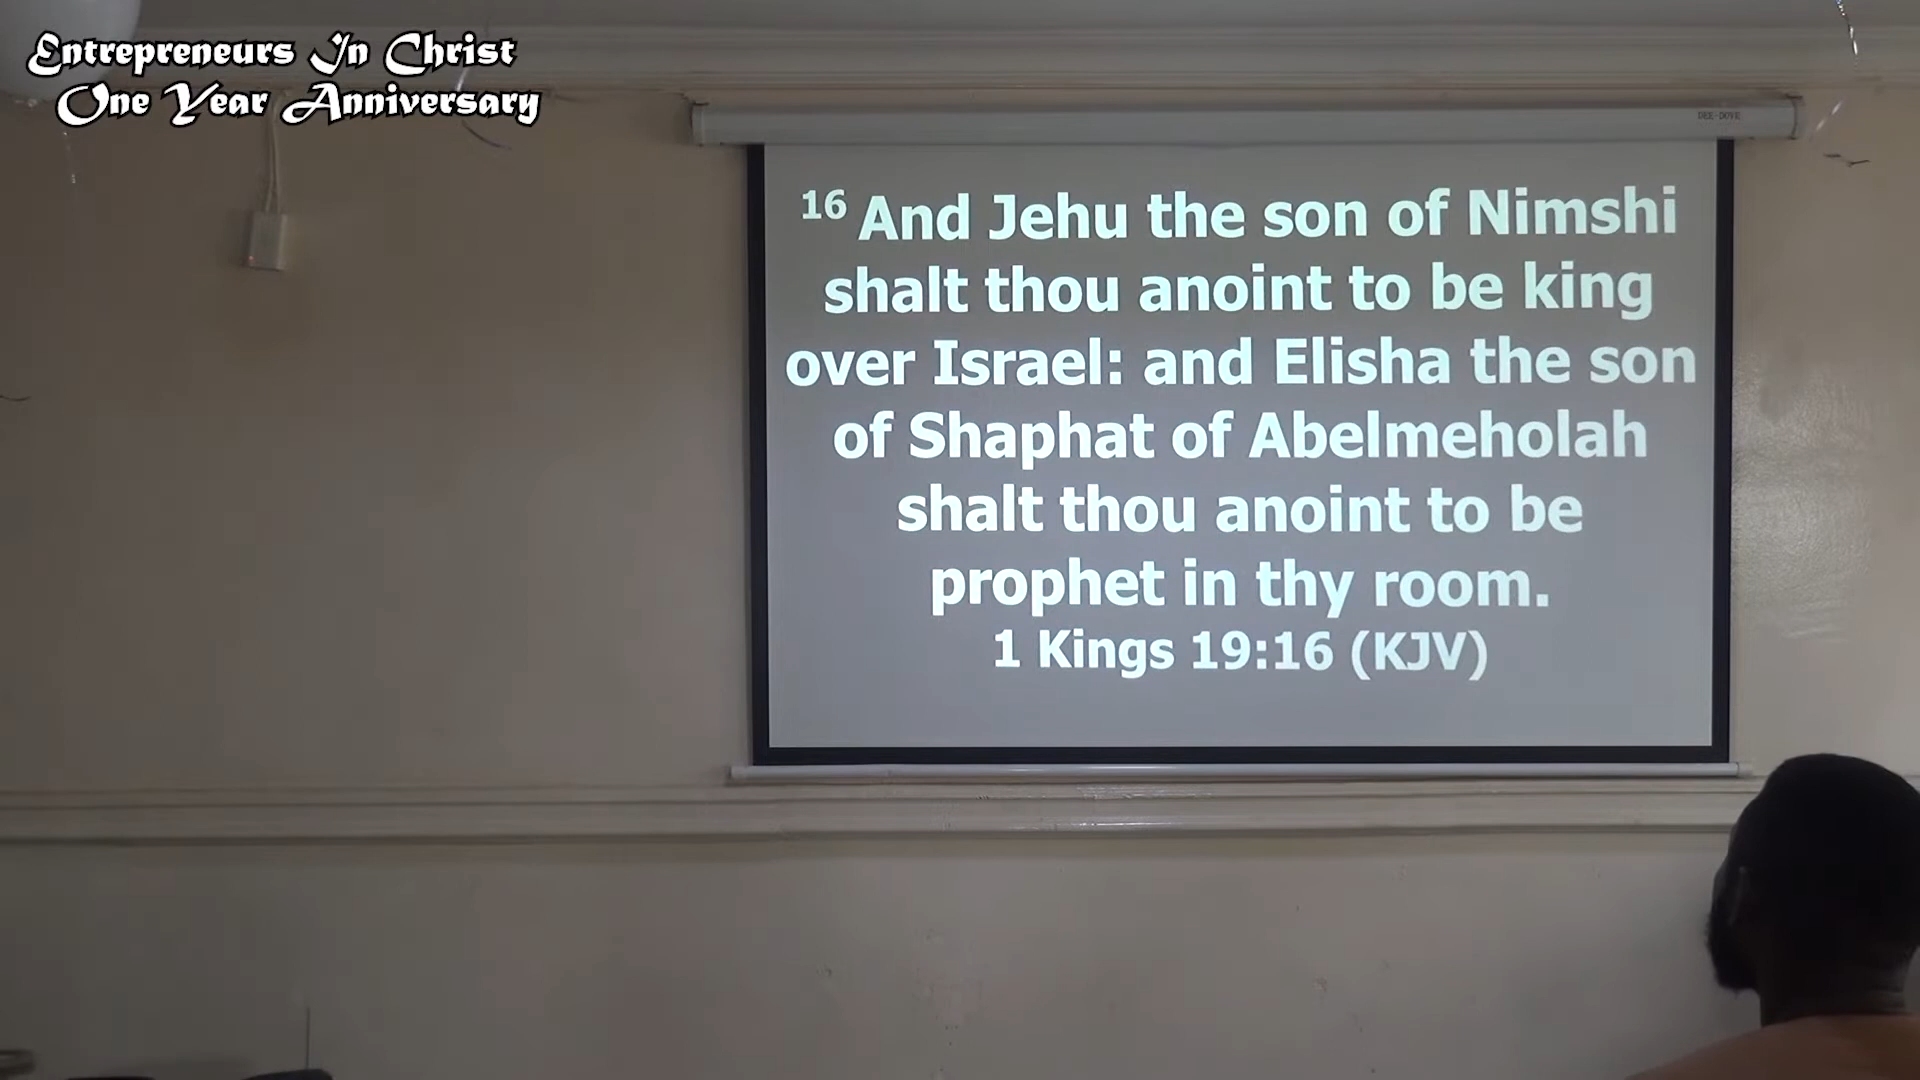 Entrepreneurs In Christ
One Year Anniversary
DEE-DOVE
16 And Jehu the son of Nimshi
shalt thou anoint to be king
over Israel: and Elisha the son
of Shaphat of Abelmeholah
shalt thou anoint to be
prophet in thy room.
1 Kings 19:16 (KJV)